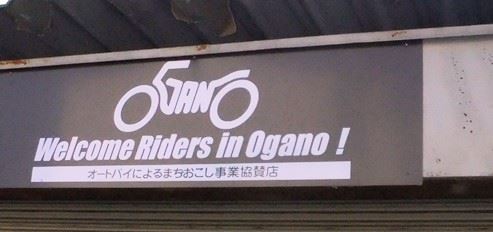 OGANO
Welcome Riders in Ogano !
オートバイによるまちおこし事業協賛店